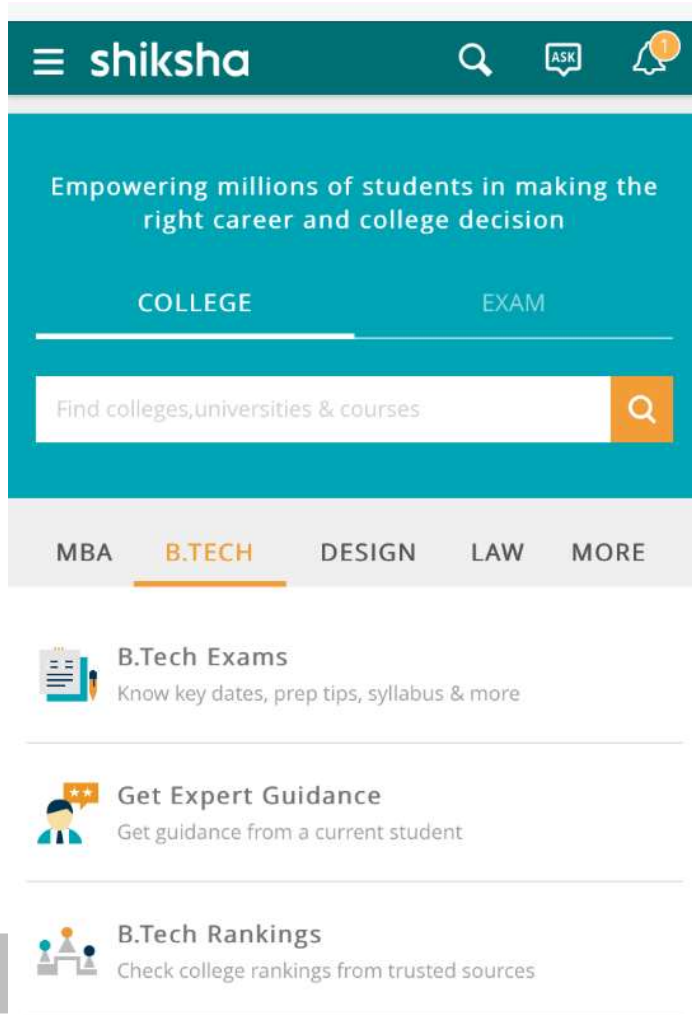 shiksha
ASK
1
Empowering millions of students in making the
right career and college decision
COLLEGE EXAM
Find colleges,universities & courses
MBA B.TECH DESIGN LAW MORE
B.Tech Exams
Know key dates, prep tips, syllabus & more
Get Expert Guidance
Get guidance from a current student
B.Tech Rankings
Check college rankings from trusted sources